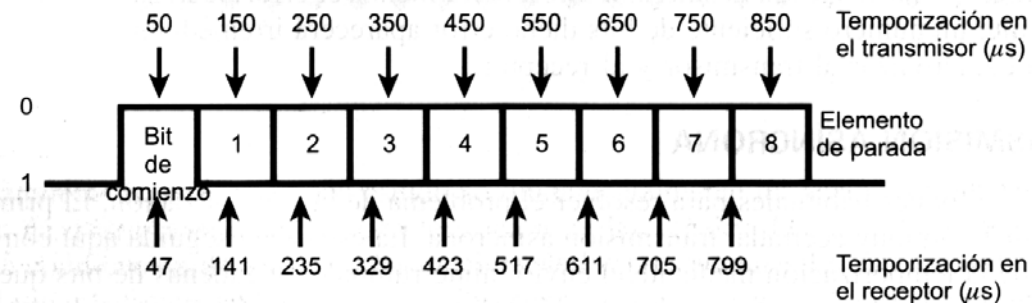 50 150 250 350 450 550 650 750 850 Temporización en
el transmisor (μs)
0
Bit
de
comienzo
1 2 3 4 5 6 7 8
Elemento
de parada
1
47 141 235 329 423 517 611 705 799 Temporización en
el receptor (μs)